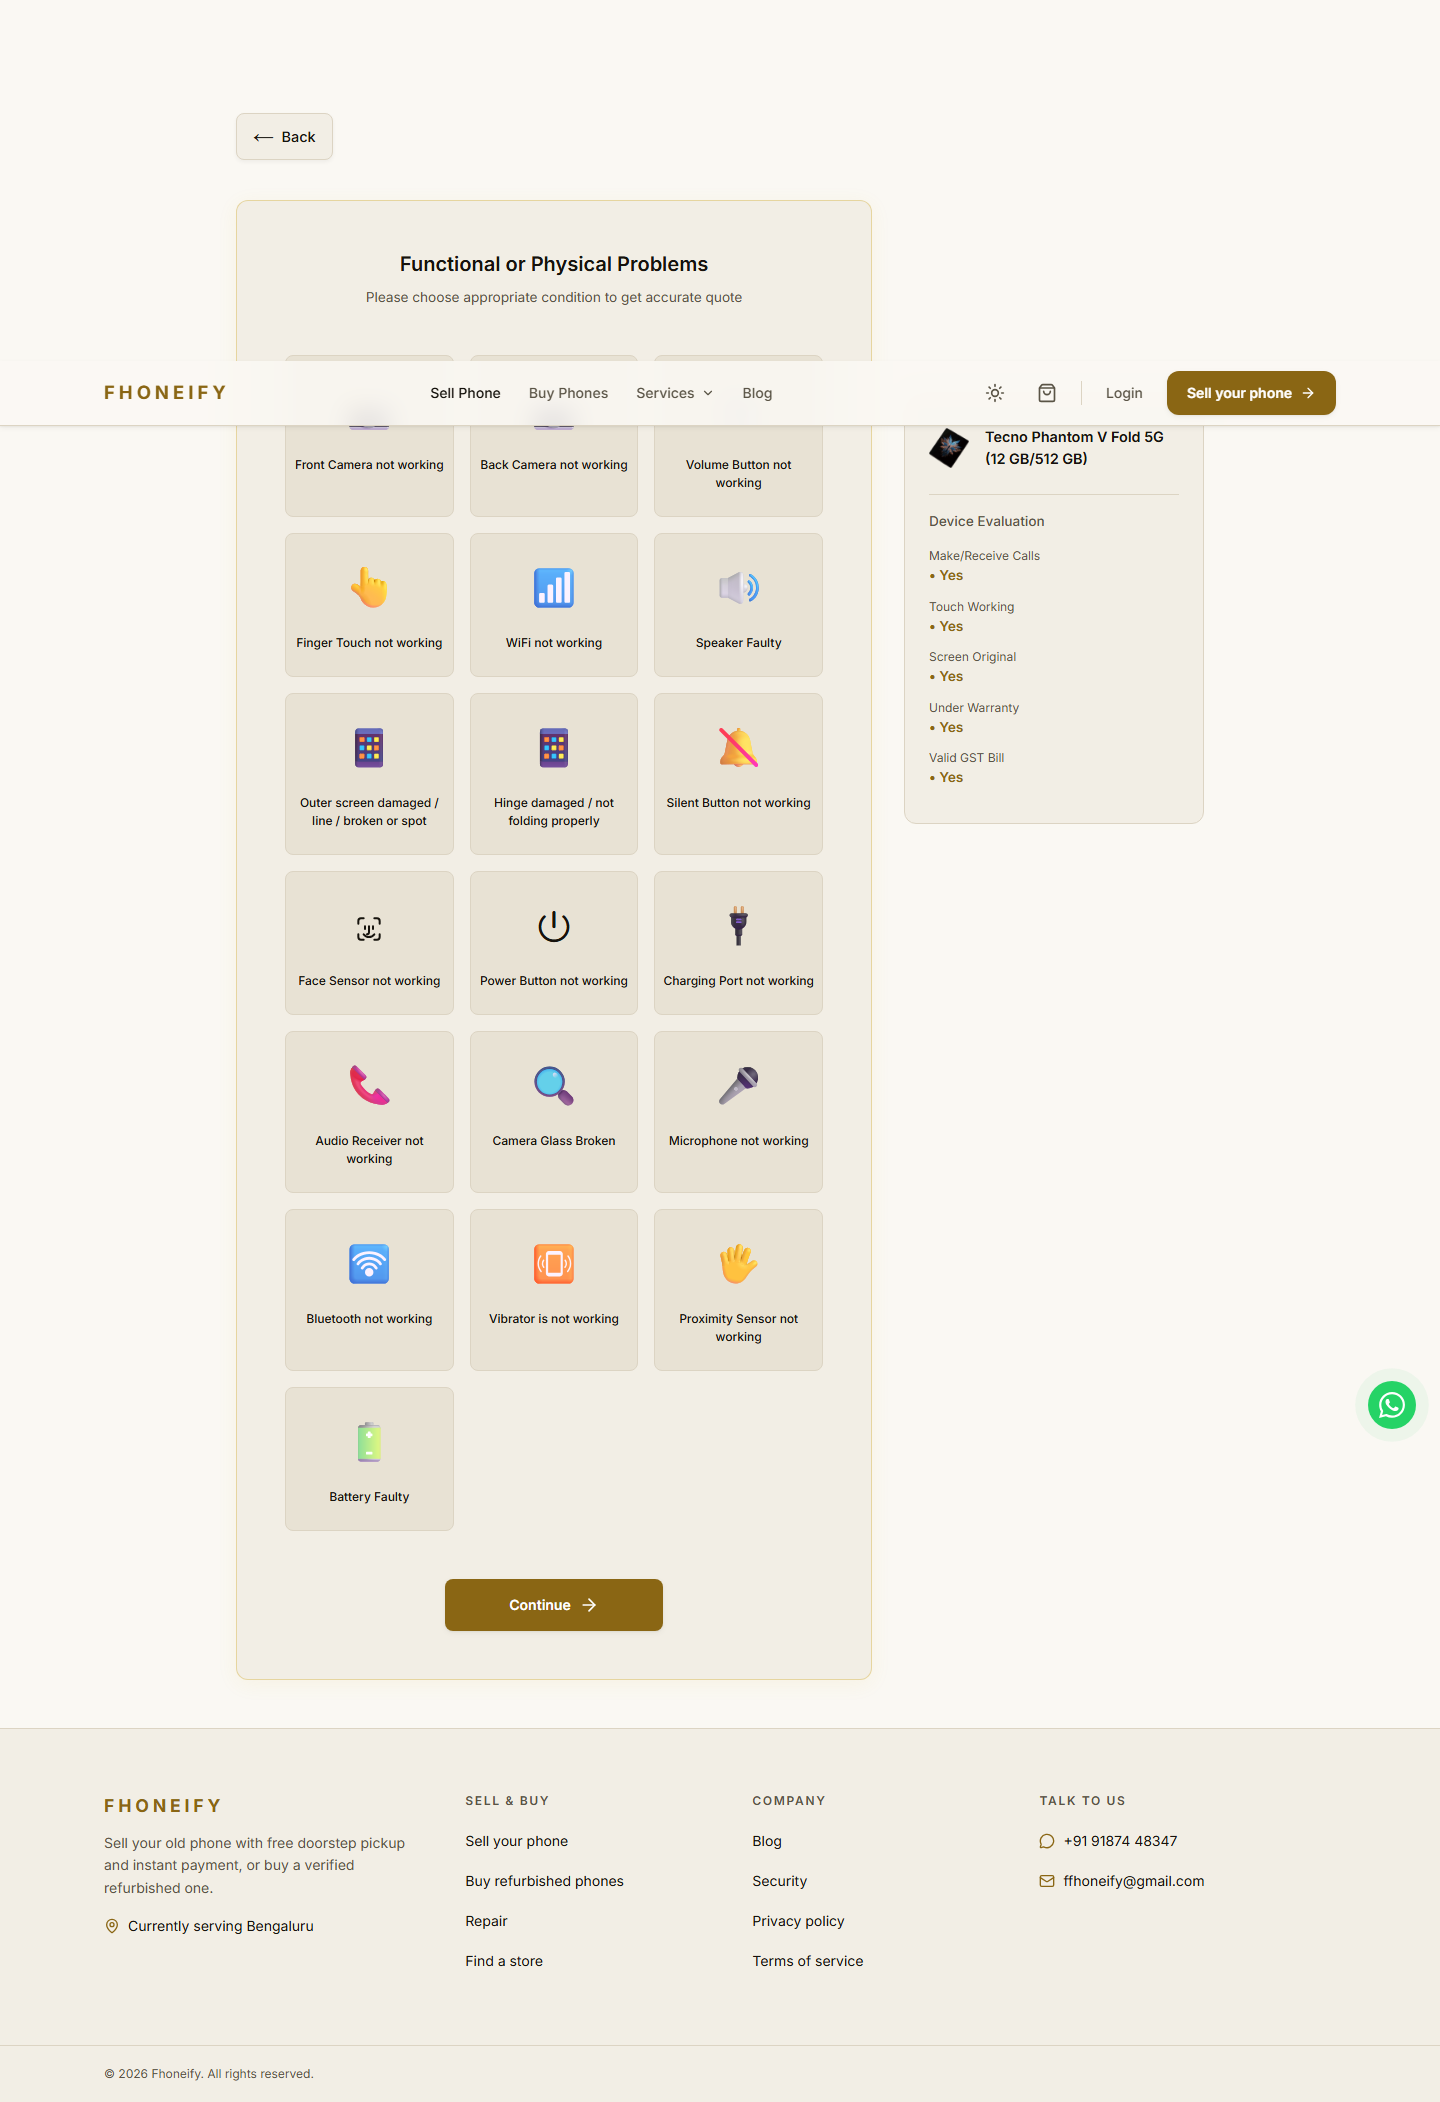 Back
Functional or Physical Problems
Please choose appropriate condition to get accurate quote
FHONEIFY
Sell Phone
Buy Phones
Services
Blog
Login
Sell your phone
Front Camera not working
Back Camera not working
Volume Button not
working
Finger Touch not working
WiFi not working
Speaker Faulty
Outer screen damaged /
line / broken or spot
Hinge damaged / not
folding properly
Silent Button not working
Face Sensor not working
Power Button not working
Charging Port not working
Audio Receiver not
working
Camera Glass Broken
Microphone not working
Bluetooth not working
Vibrator is not working
Proximity Sensor not
working
Battery Faulty
Continue
Tecno Phantom V Fold 5G
(12 GB/512 GB)
Device Evaluation
Make/Receive Calls
• Yes
Touch Working
• Yes
Screen Original
• Yes
Under Warranty
• Yes
Valid GST Bill
• Yes
FHONEIFY
Sell your old phone with free doorstep pickup
and instant payment, or buy a verified
refurbished one.
Currently serving Bengaluru
SELL & BUY
Sell your phone
Buy refurbished phones
Repair
Find a store
COMPANY
Blog
Security
Privacy policy
Terms of service
TALK TO US
+91 91874 48347
ffhoneify@gmail.com
© 2026 Fhoneify. All rights reserved.